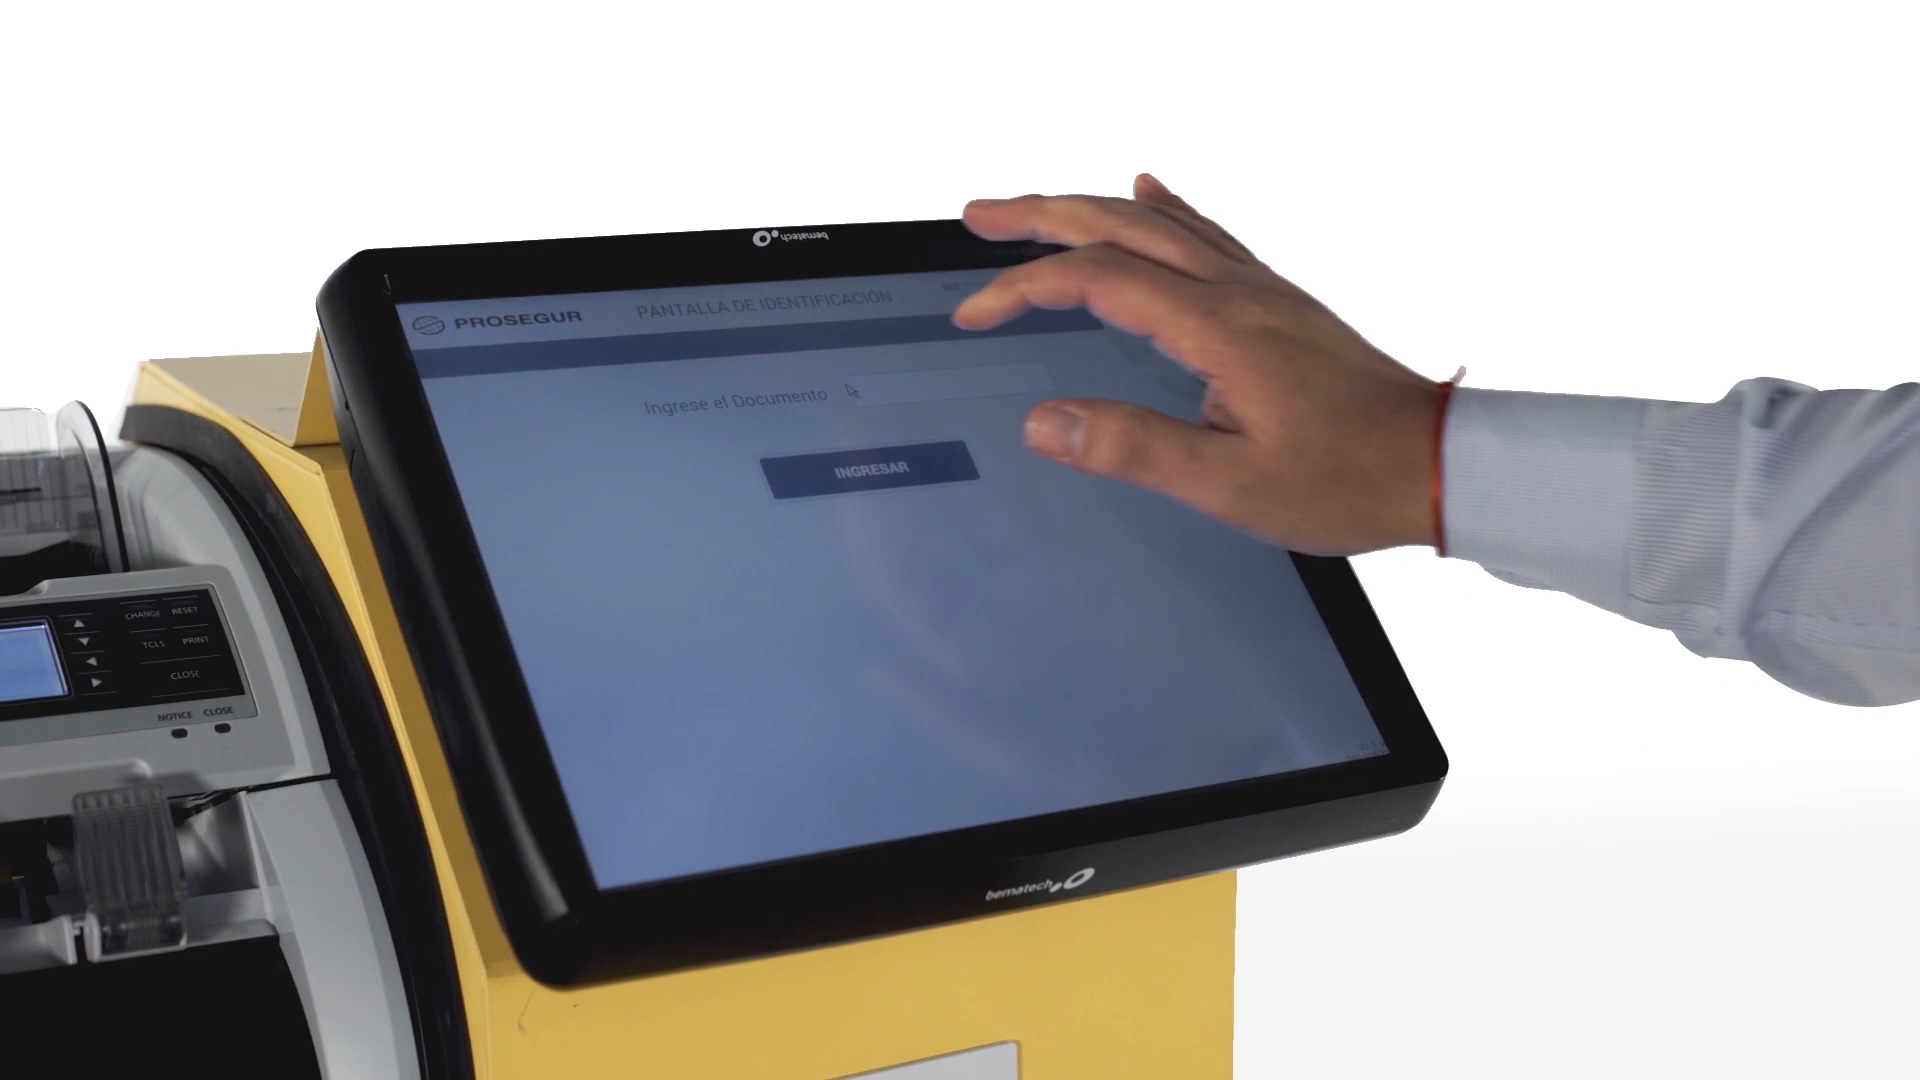 bematech
PROSEGUR
PANTALLA DE IDENTIFICACIÓN
Ingrese el Documento
INGRESAR
CHANGE RESET
TCLS PRINT
CLOSE
NOTICE CLOSE
bematech